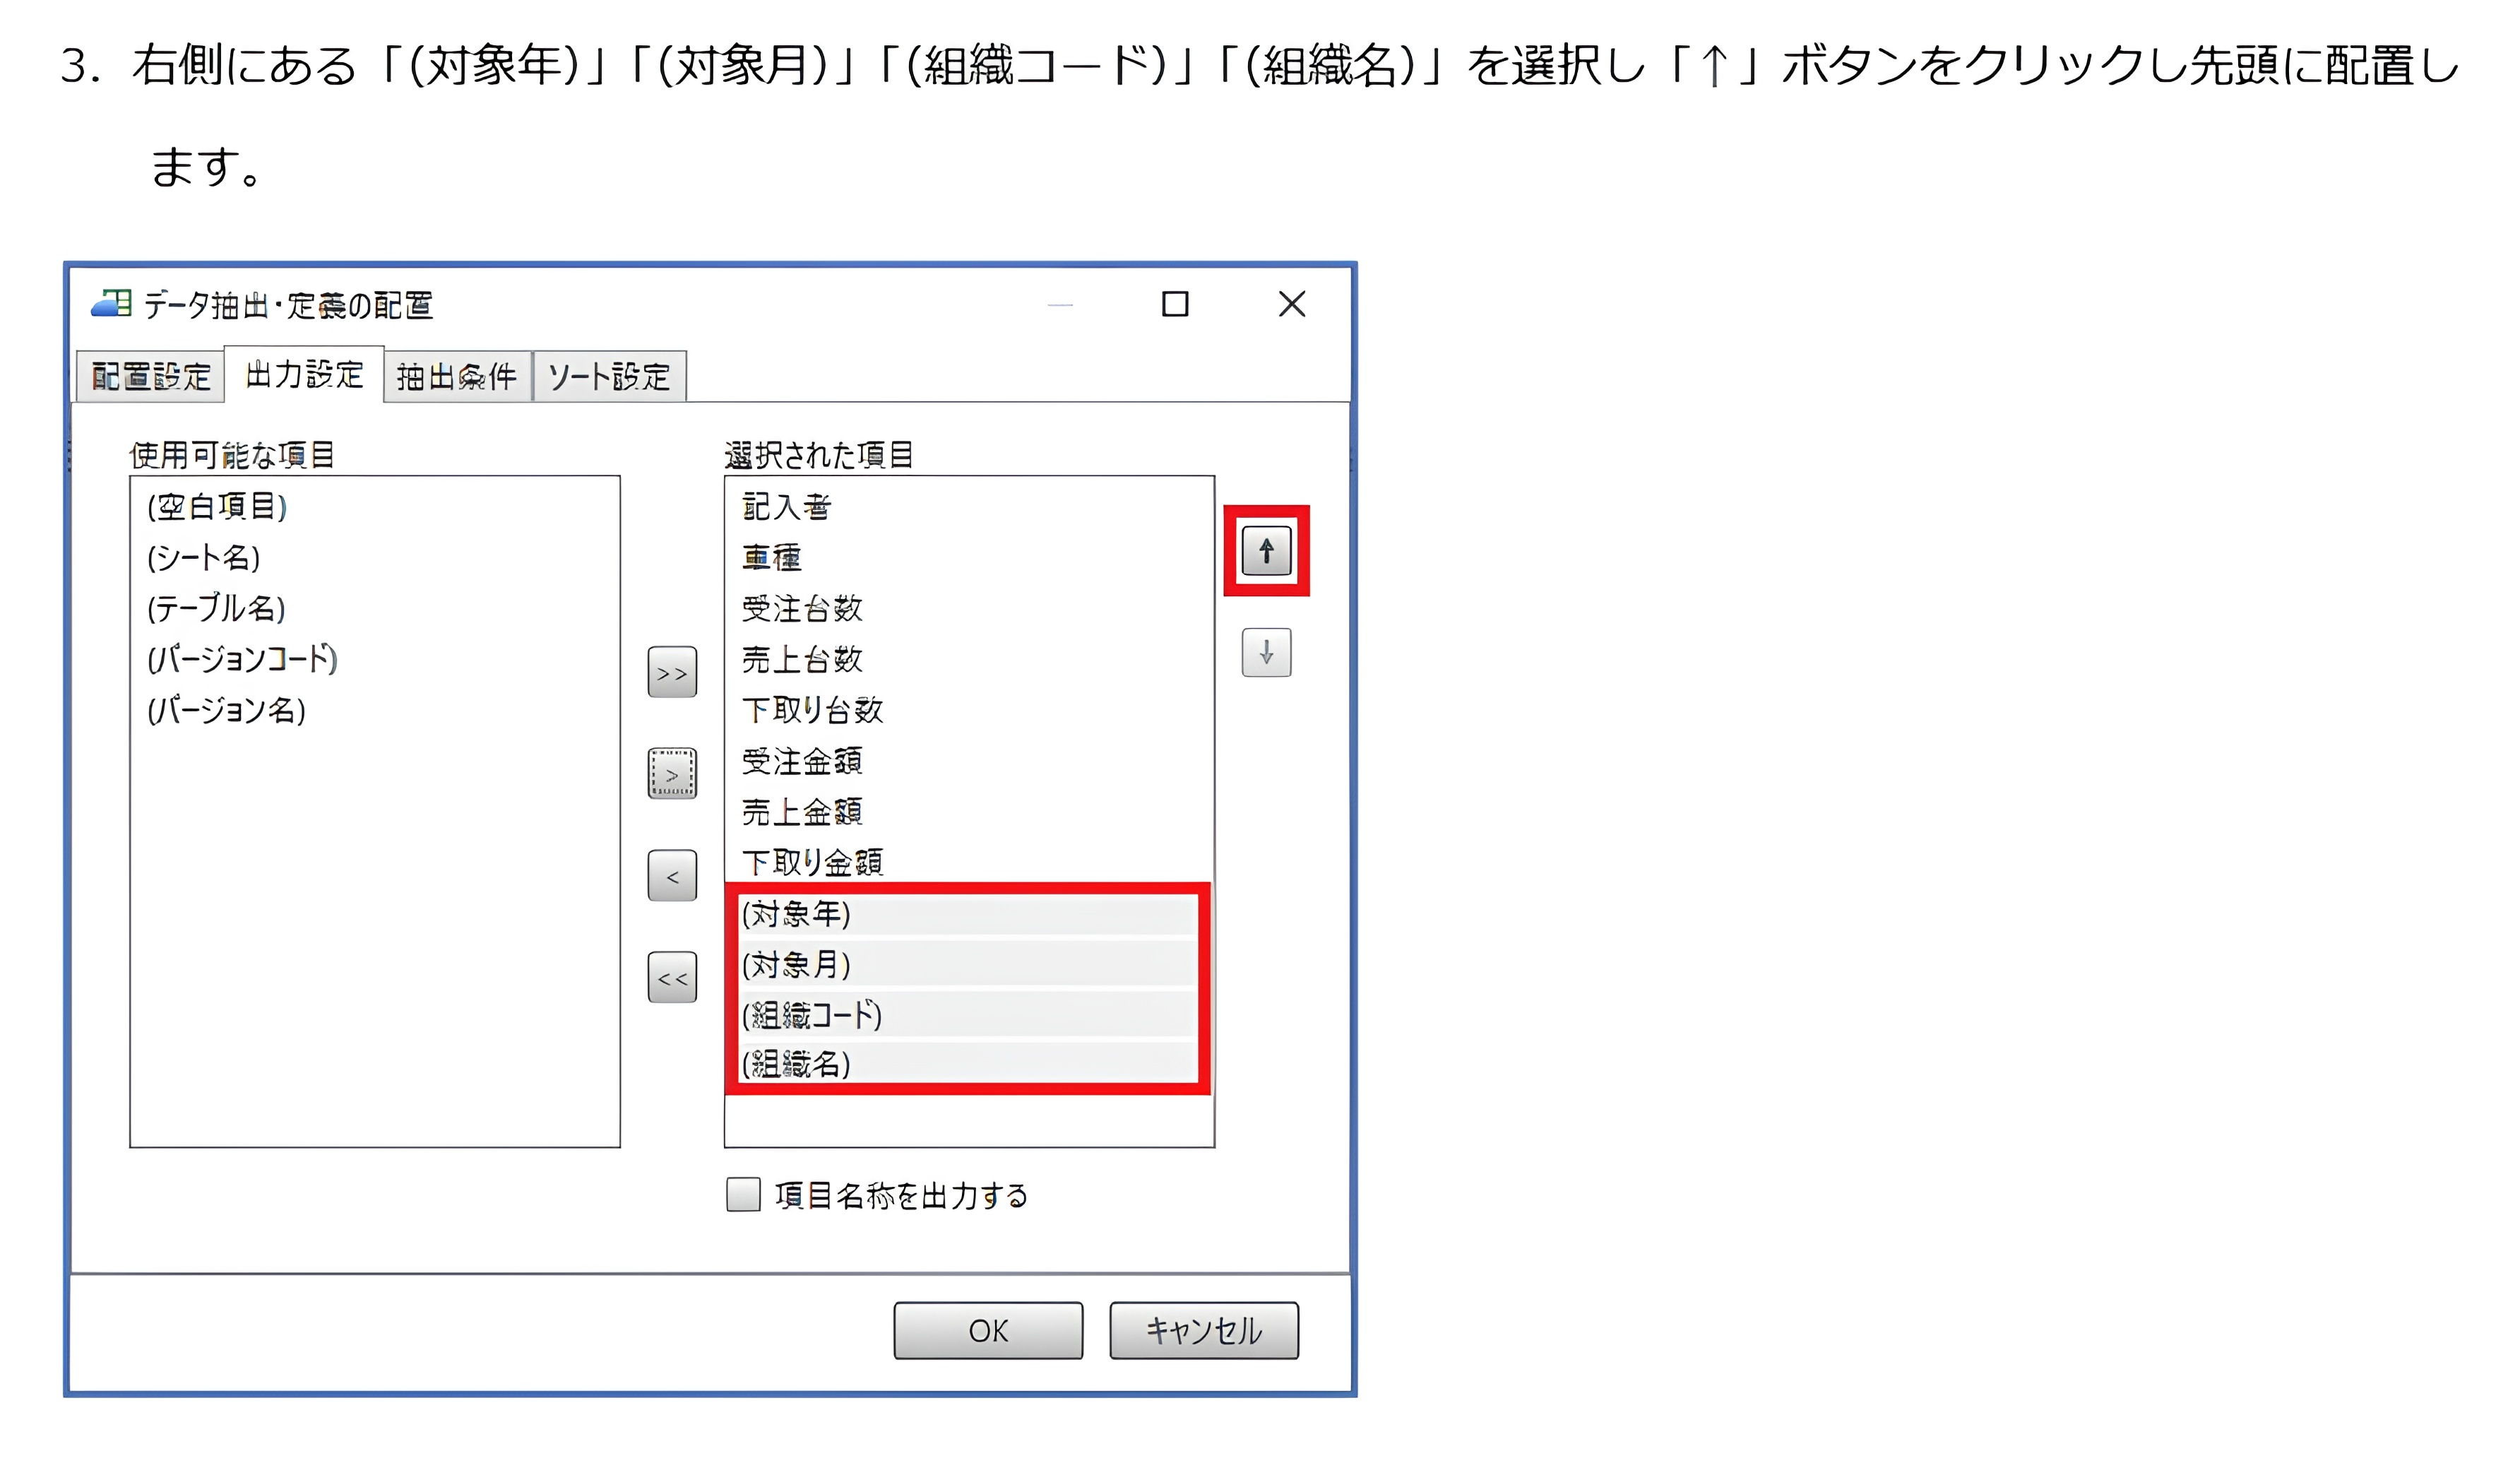 3. 右側にある「(対象年)」「(対象月)」「(組織コード)」「(組織名)」を選択し「↑」ボタンをクリックし先頭に配置し
ます。
データ抽出・定義の配置
配置設定 出力設定 抽出条件 ソート設定
使用可能な項目
(空白項目)
(シート名)
(テーブル名)
(バージョンコード)
(バージョン名)
>>
>
<
<<
選択された項目
記入者
車種
受注台数
売上台数
下取り台数
受注金額
売上金額
下取り金額
(対象年)
(対象月)
(組織コード)
(組織名)
↑
↓
項目名称を出力する
OK キャンセル